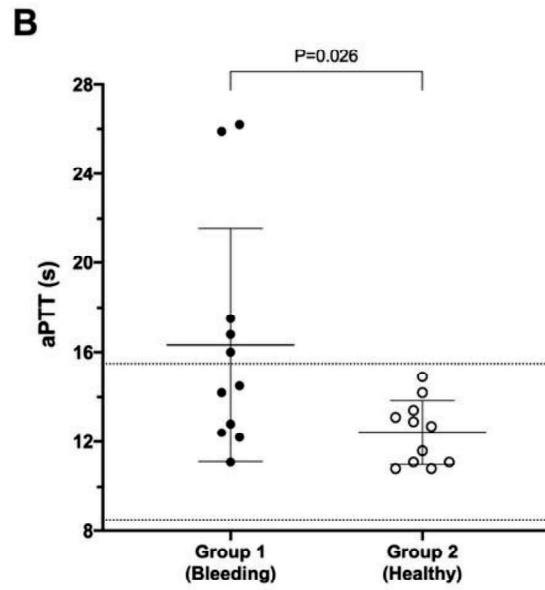 B
P=0.026
28
24
20
16
12
8
aPTT (s)
Group 1
(Bleeding)
Group 2
(Healthy)